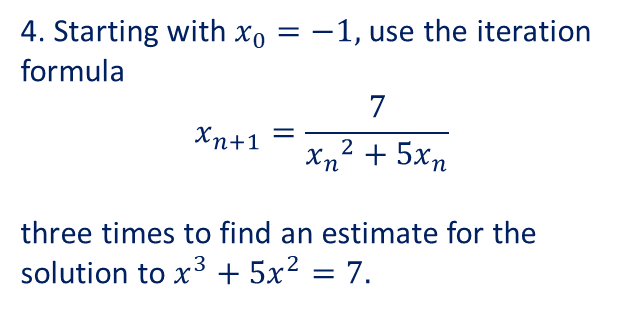 4. Starting with x₀ = −1, use the iteration
formula
xₙ₊₁ = 7 / (xₙ² + 5xₙ)
three times to find an estimate for the
solution to x³ + 5x² = 7.